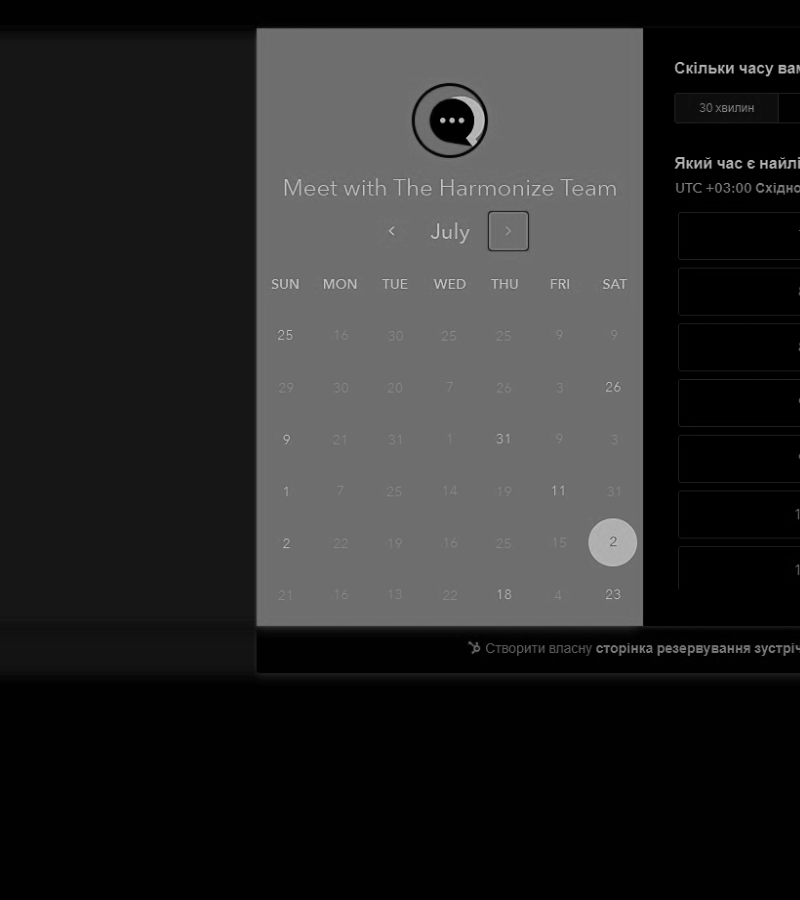 Meet with The Harmonize Team
July
SUN MON TUE WED THU FRI SAT
25 16 30 25 25 9 9
29 30 20 7 26 3 26
9 21 31 1 31 9 3
1 7 25 14 19 11 31
2 22 19 16 25 15 2
21 16 13 22 18 4 23
Скільки часу вам
30 хвилин
Який час є найлі
UTC +03:00 Східно
Створити власну сторінка резервування зустріч